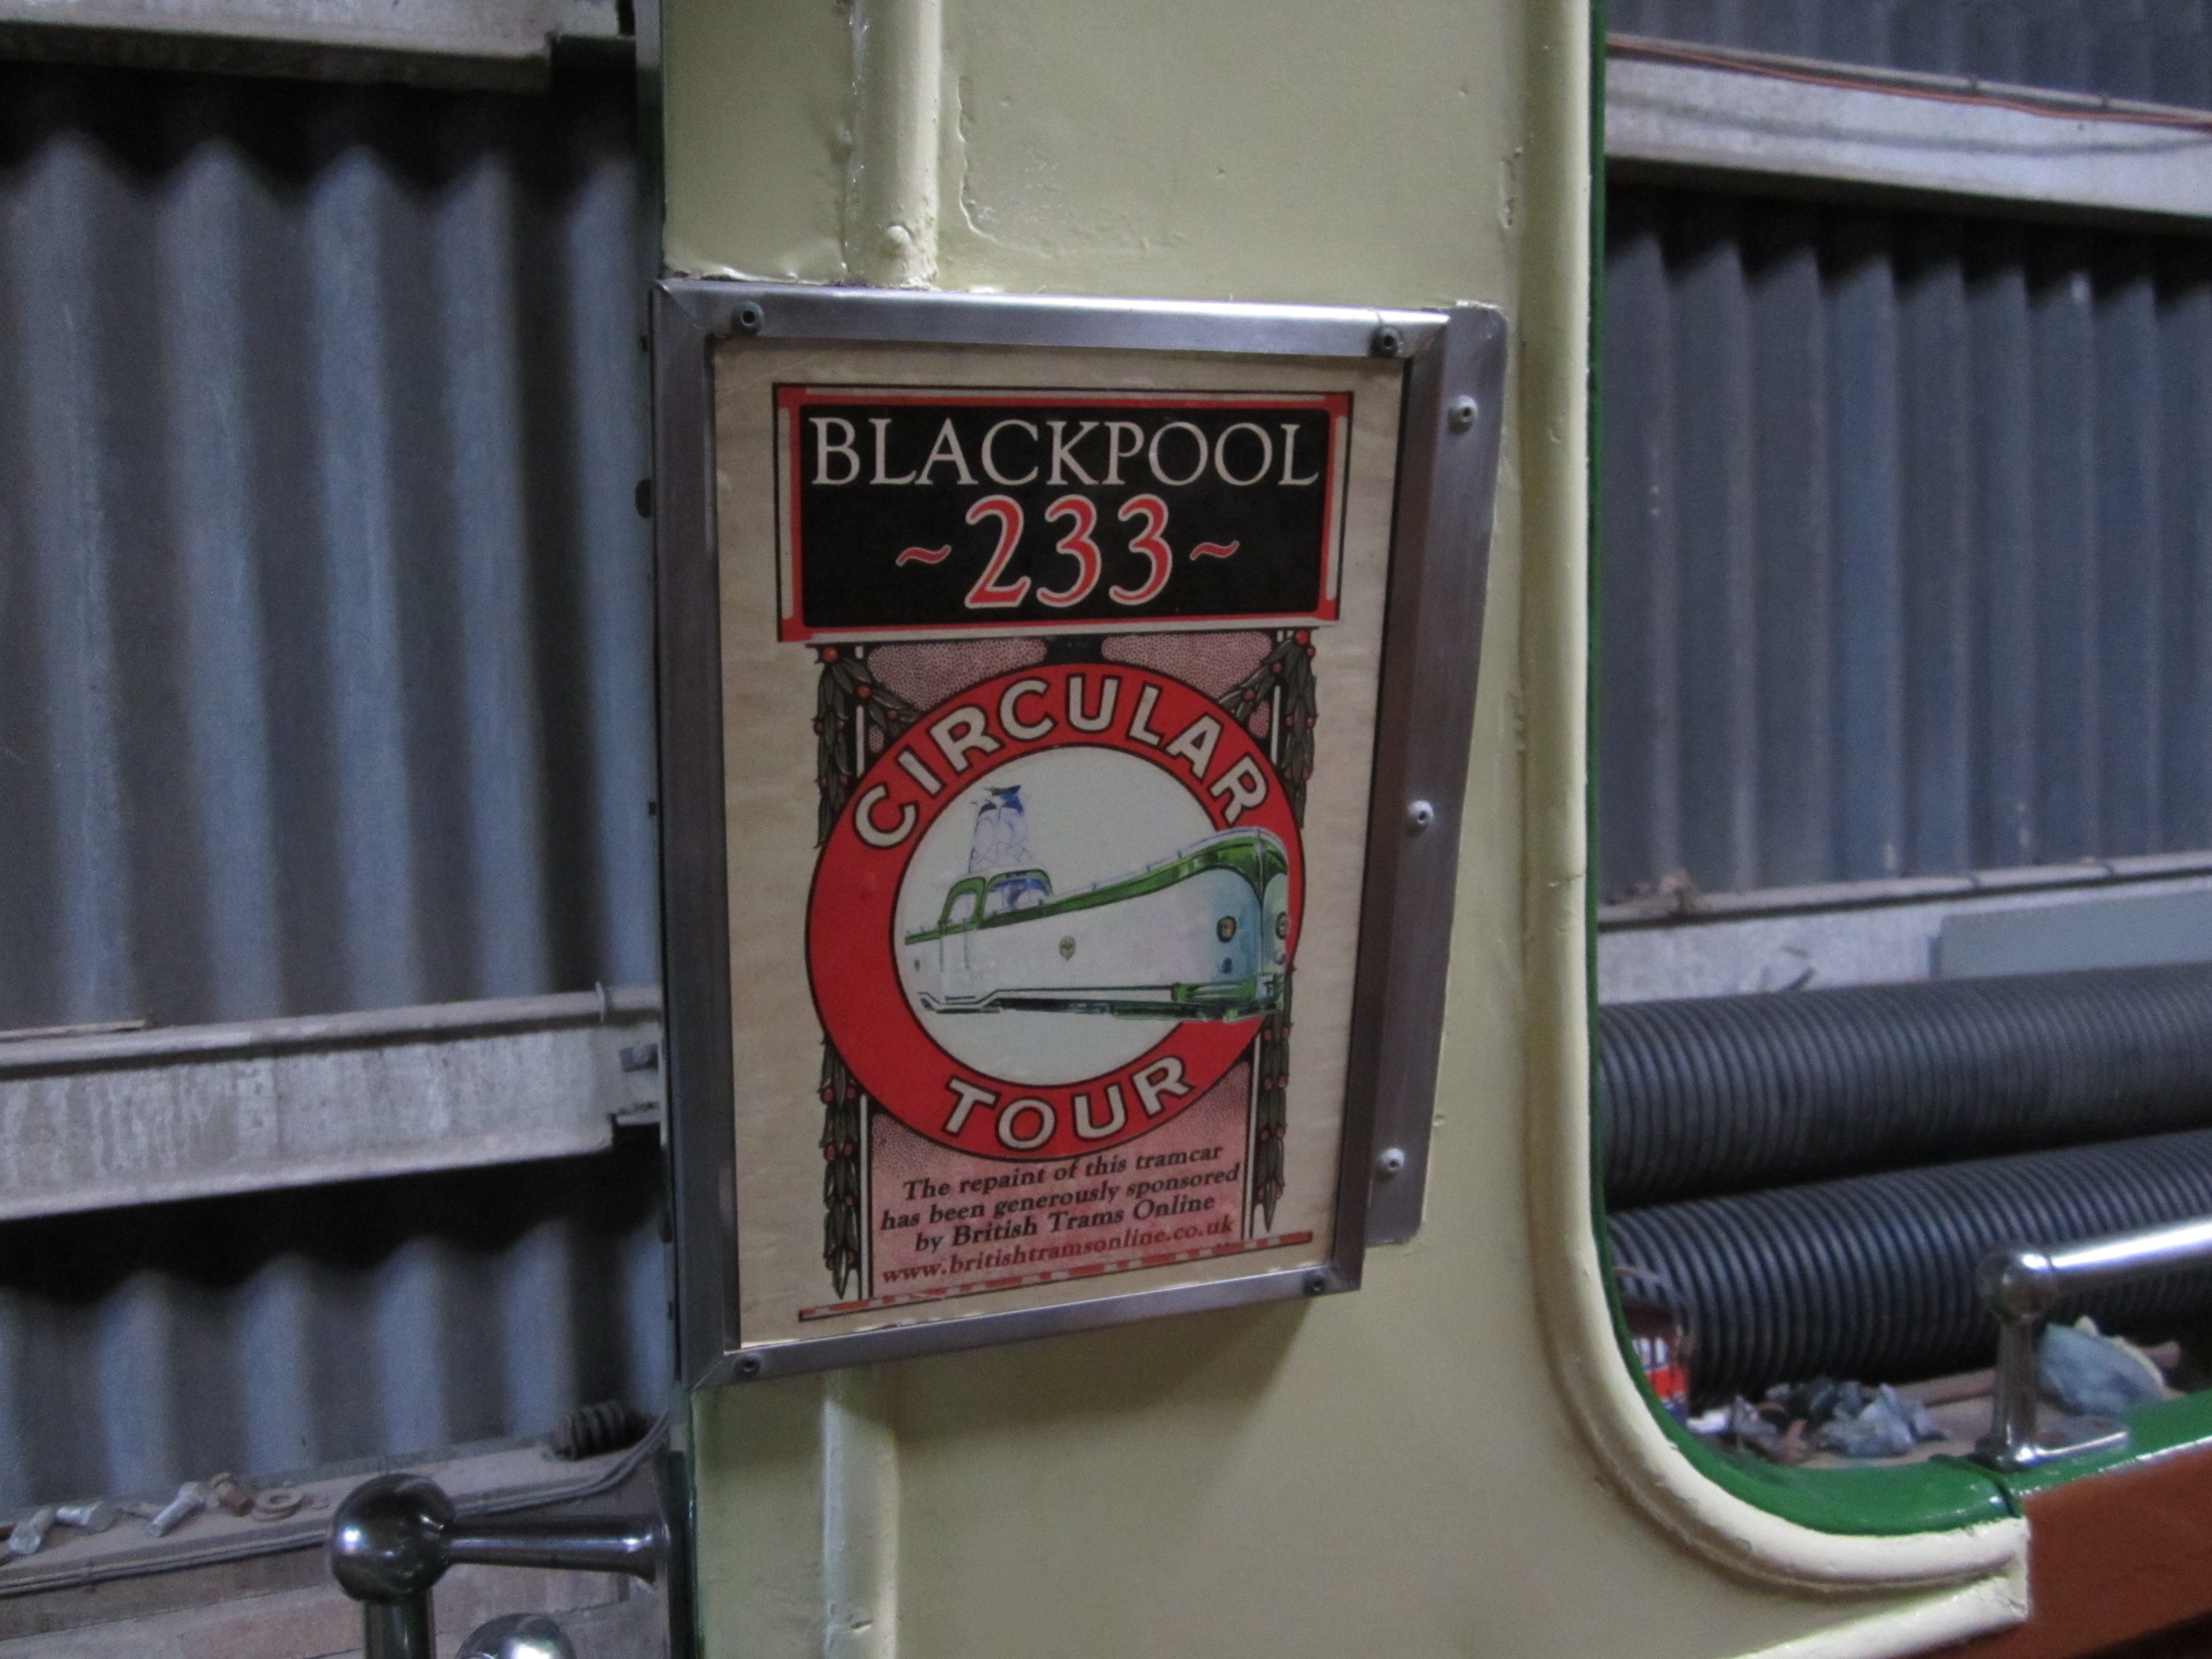 BLACKPOOL
~233~
CIRCULAR
TOUR
The repaint of this tramcar
has been generously sponsored
by British Trams Online
www.britishtramsonline.co.uk